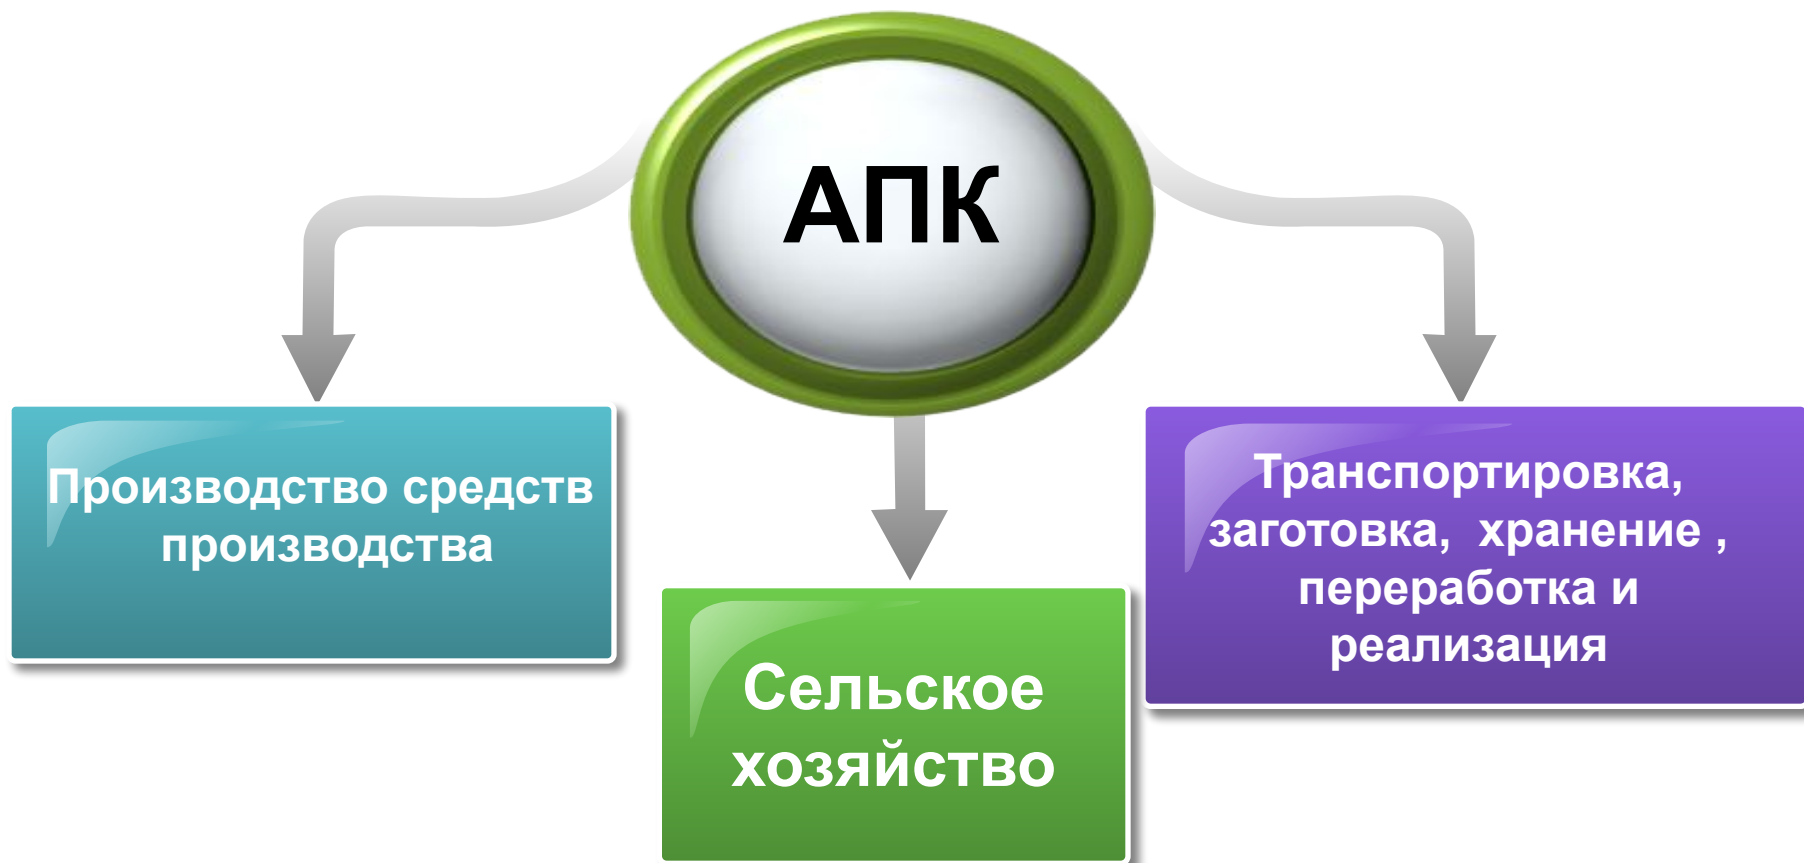 АПК
Производство средств
производства
Сельское
хозяйство
Транспортировка,
заготовка,  хранение ,
переработка и
реализация